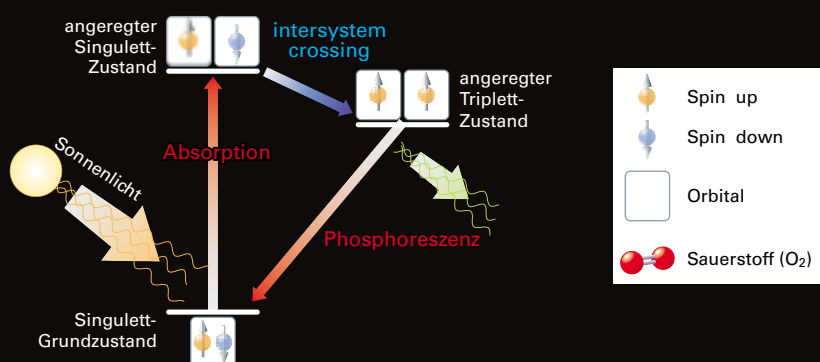 angeregter
Singulett-
Zustand
intersystem
crossing
angeregter
Triplett-
Zustand
Sonnenlicht
Absorption
Phosphoreszenz
Singulett-
Grundzustand
Spin up
Spin down
Orbital
Sauerstoff (O₂)